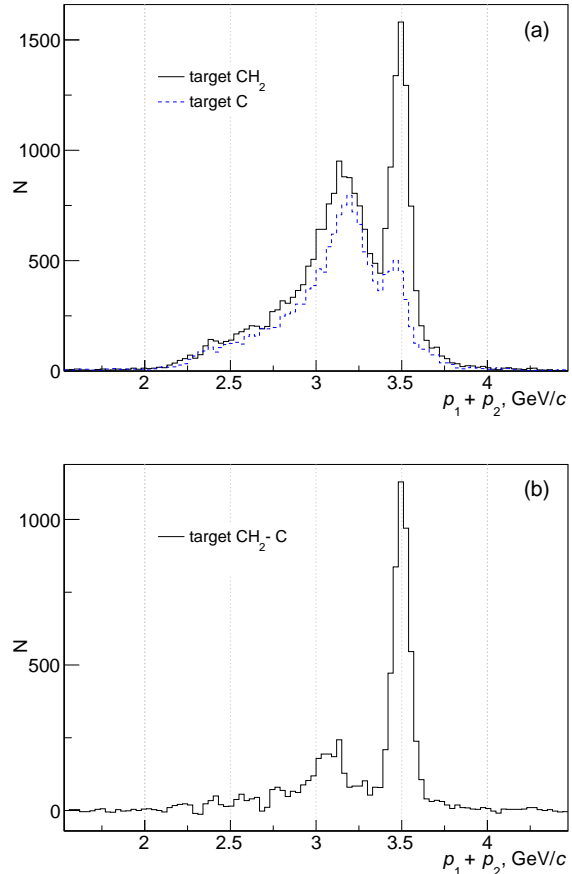 (a)
1500
target CH2
target C
1000
N
500
0
2 2.5 3 3.5 4
p1 + p2, GeV/c
(b)
1000
target CH2- C
N
500
0
2 2.5 3 3.5 4
p1 + p2, GeV/c